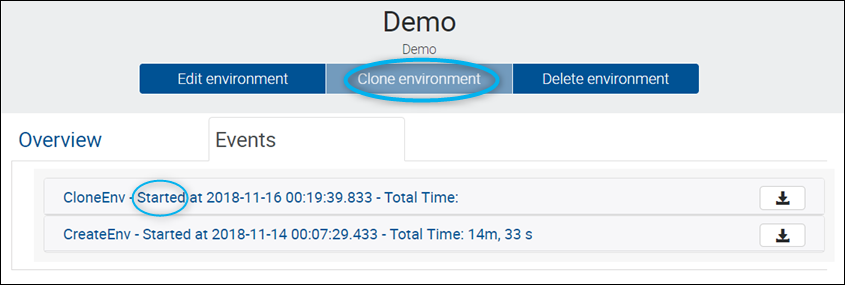 Demo
Demo
Edit environment
Clone environment
Delete environment
Overview
Events
CloneEnv - Started at 2018-11-16 00:19:39.833 - Total Time:
CreateEnv - Started at 2018-11-14 00:07:29.433 - Total Time: 14m, 33 s